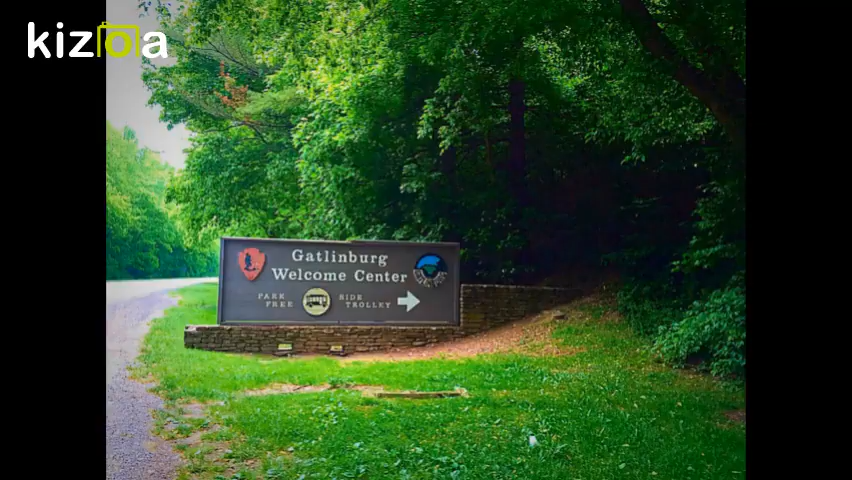 kizoa
Gatlinburg
Welcome Center
PARK FREE
RIDE TROLLEY